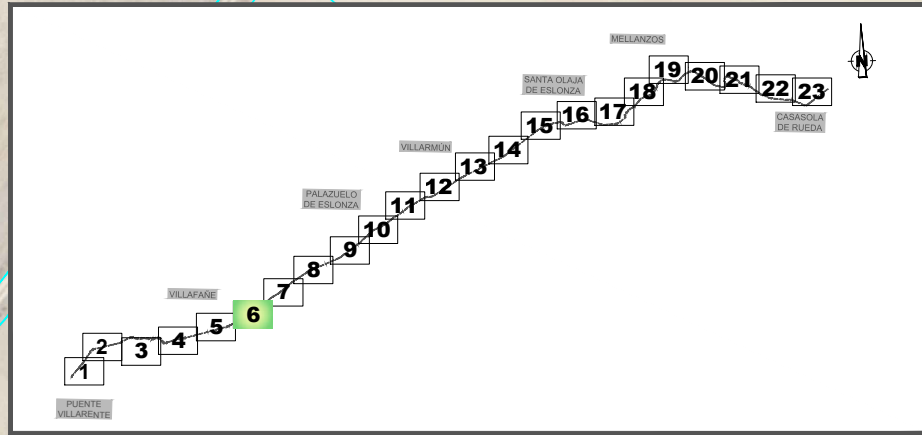 MELLANZOS
N
19
20
21
22
23
SANTA OLAJA
DE ESLONZA
18
17
16
15
CASASOLA
DE RUEDA
VILLARMÚN
14
13
12
PALAZUELO
DE ESLONZA
11
10
9
8
7
VILLAFAÑE
6
5
4
3
2
1
PUENTE
VILLARENTE